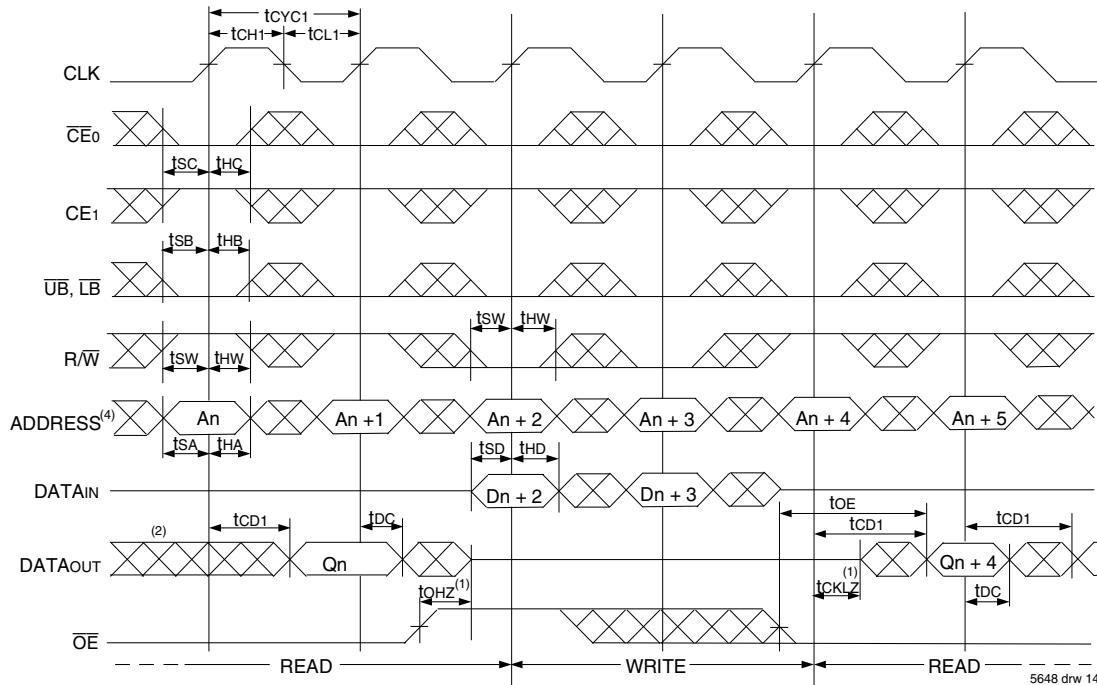 tCYC1
tCH1 tCL1
CLK
CE0
tSC tHC
CE1
tSB tHB
UB, LB
tSW tHW
R/W
tSW tHW
ADDRESS(4) An An +1 An + 2 An + 3 An + 4 An + 5
tSA tHA tSD tHD
DATAIN Dn + 2 Dn + 3
tOE
(2) tCD1 tDC tCD1 tCD1
DATAOUT Qn Qn + 4
tOHZ(1) tCKLZ(1) tDC
OE
READ WRITE READ
5648 drw 14